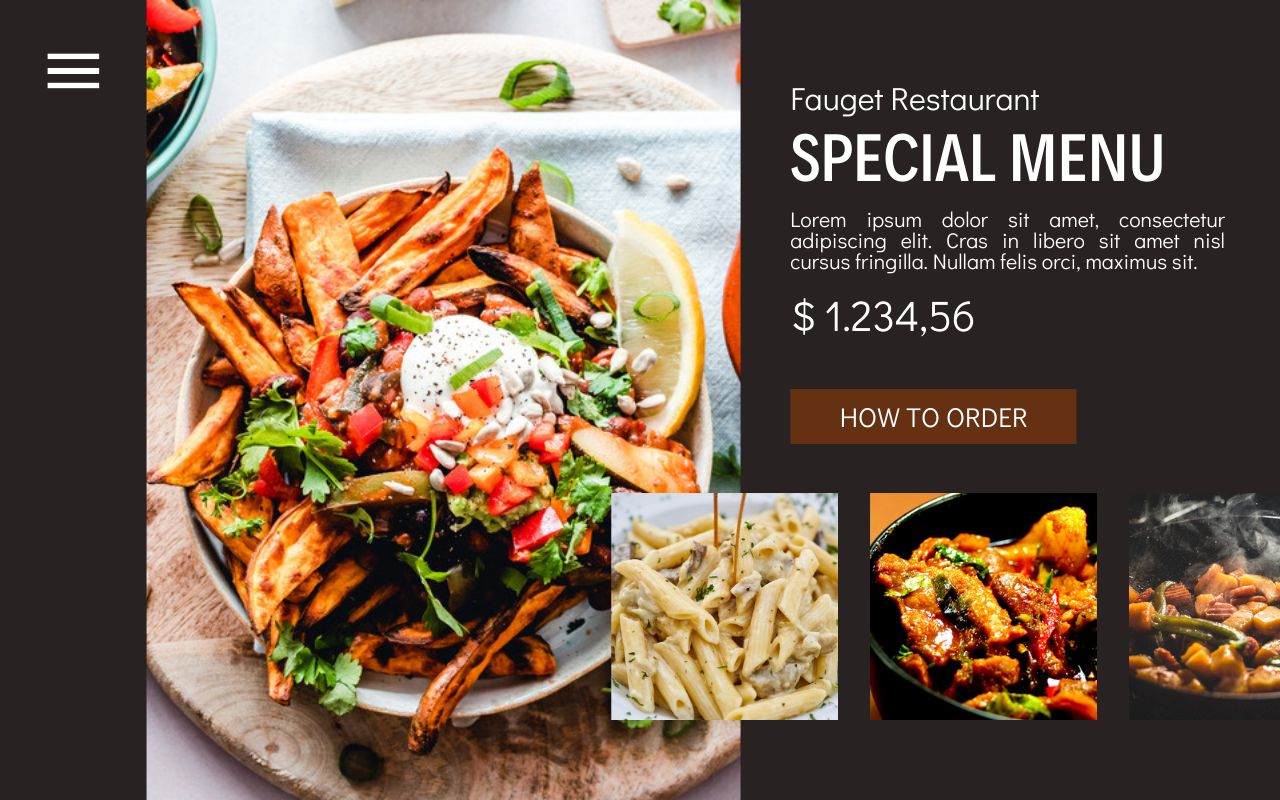 Fauget Restaurant
SPECIAL MENU
Lorem ipsum dolor sit amet, consectetur
adipiscing elit. Cras in libero sit amet nisl
cursus fringilla. Nullam felis orci, maximus sit.
$ 1.234,56
HOW TO ORDER